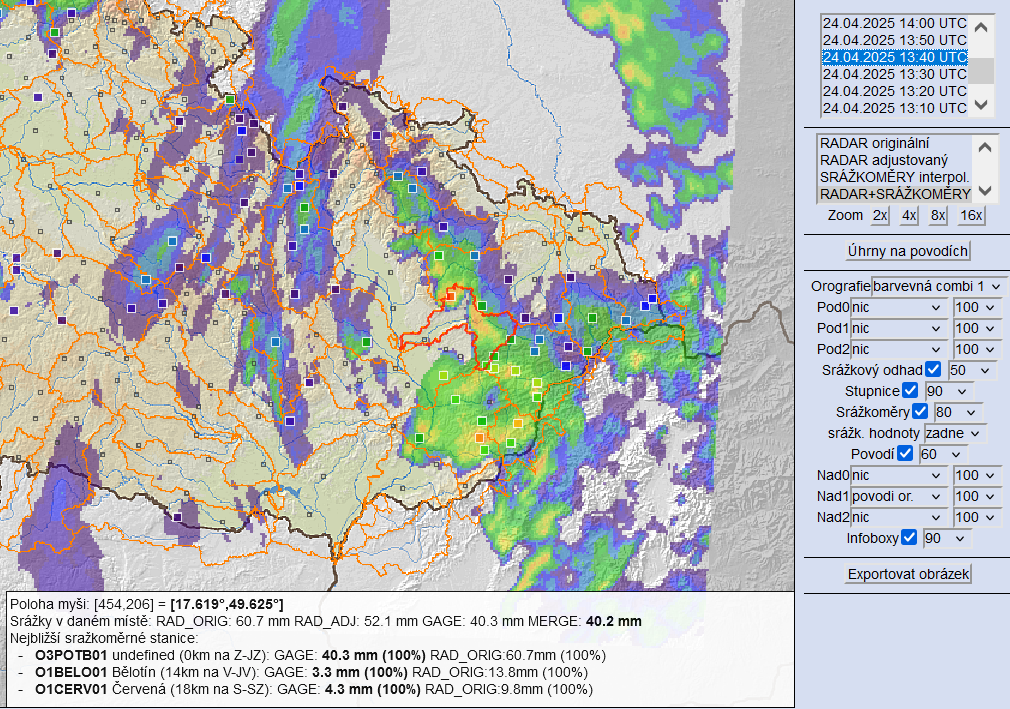 24.04.2025 14:00 UTC
24.04.2025 13:50 UTC
24.04.2025 13:40 UTC
24.04.2025 13:30 UTC
24.04.2025 13:20 UTC
24.04.2025 13:10 UTC
RADAR originální
RADAR adjustovaný
SRÁŽKOMĚRY interpol.
RADAR+SRÁŽKOMĚRY
Zoom 2x 4x 8x 16x
Úhrny na povodích
Orografie barvevná combi 1
Pod0 nic 100
Pod1 nic 100
Pod2 nic 100
Srážkový odhad 50
Stupnice 90
Srážkoměry 80
srážk. hodnoty zadne
Povodí 60
Nad0 nic 100
Nad1 povodi or. 100
Nad2 nic 100
Infoboxy 90
Exportovat obrázek
Poloha myši: [454,206] = [17.619°,49.625°]
Srážky v daném místě: RAD_ORIG: 60.7 mm RAD_ADJ: 52.1 mm GAGE: 40.3 mm MERGE: 40.2 mm
Nejbližší sražkoměrné stanice:
- O3POTB01 undefined (0km na Z-JZ): GAGE: 40.3 mm (100%) RAD_ORIG:60.7mm (100%)
- O1BELO01 Bělotín (14km na V-JV): GAGE: 3.3 mm (100%) RAD_ORIG:13.8mm (100%)
- O1CERV01 Červená (18km na S-SZ): GAGE: 4.3 mm (100%) RAD_ORIG:9.8mm (100%)